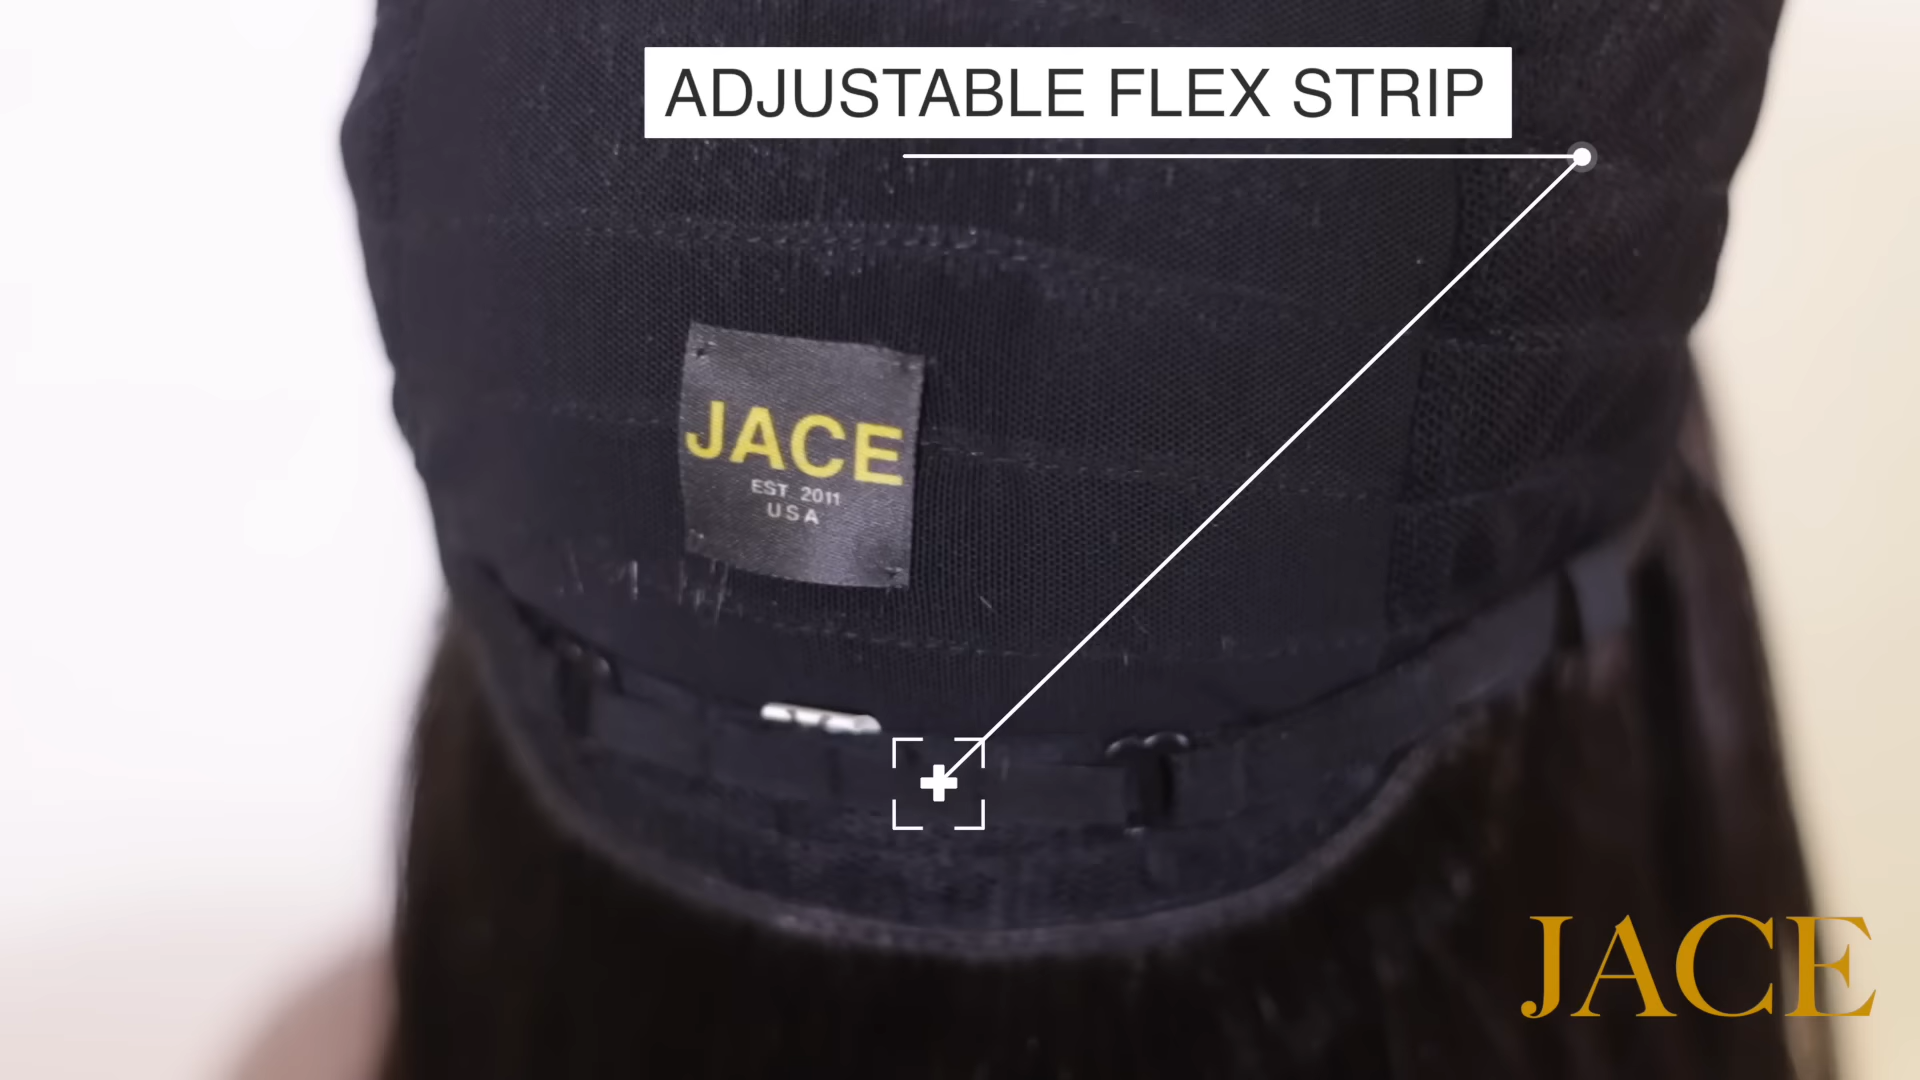 ADJUSTABLE FLEX STRIP
JACE
EST 2011
USA
JACE